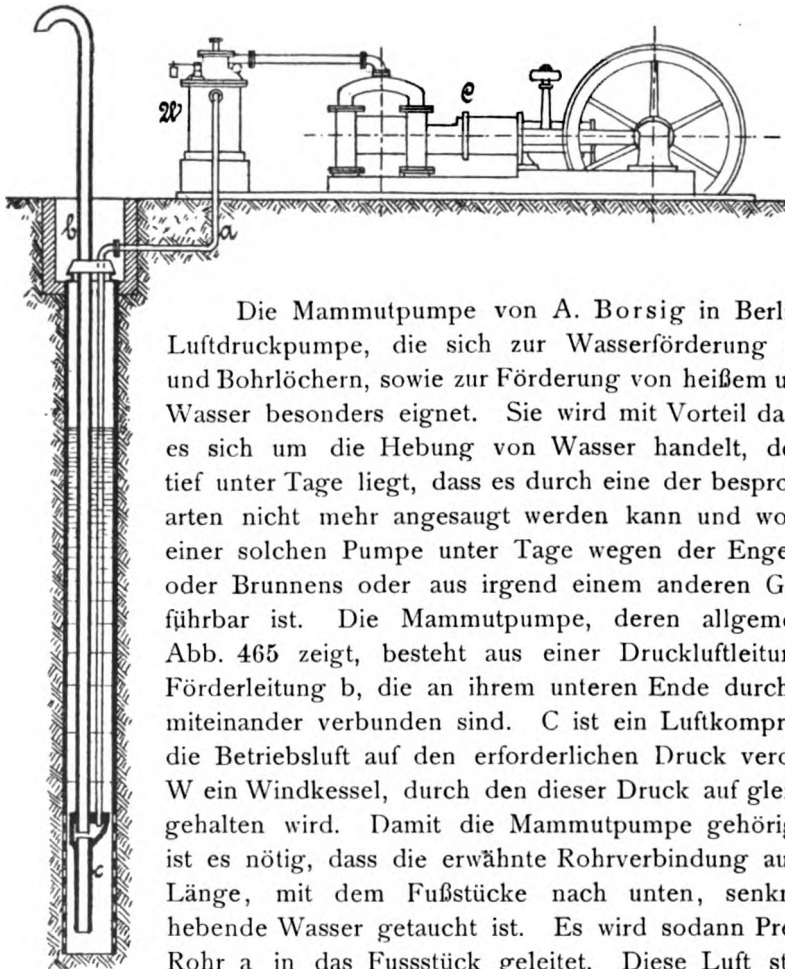 W
C
b
a
Die Mammutpumpe von A. Borsig in Berl
Luftdruckpumpe, die sich zur Wasserförderung
und Bohrlöchern, sowie zur Förderung von heißem u
Wasser besonders eignet. Sie wird mit Vorteil da
es sich um die Hebung von Wasser handelt, de
tief unter Tage liegt, dass es durch eine der bespro
arten nicht mehr angesaugt werden kann und wo
einer solchen Pumpe unter Tage wegen der Enge
oder Brunnens oder aus irgend einem anderen G
führbar ist. Die Mammutpumpe, deren allgeme
Abb. 465 zeigt, besteht aus einer Druckluftleitu
Förderleitung b, die an ihrem unteren Ende durch
miteinander verbunden sind. C ist ein Luftkompr
die Betriebsluft auf den erforderlichen Druck verd
W ein Windkessel, durch den dieser Druck auf glei
gehalten wird. Damit die Mammutpumpe gehörig
ist es nötig, dass die erwähnte Rohrverbindung au
Länge, mit dem Fußstücke nach unten, senkr
c
hebende Wasser getaucht ist. Es wird sodann Pre
Rohr a in das Fussstück geleitet. Diese Luft st